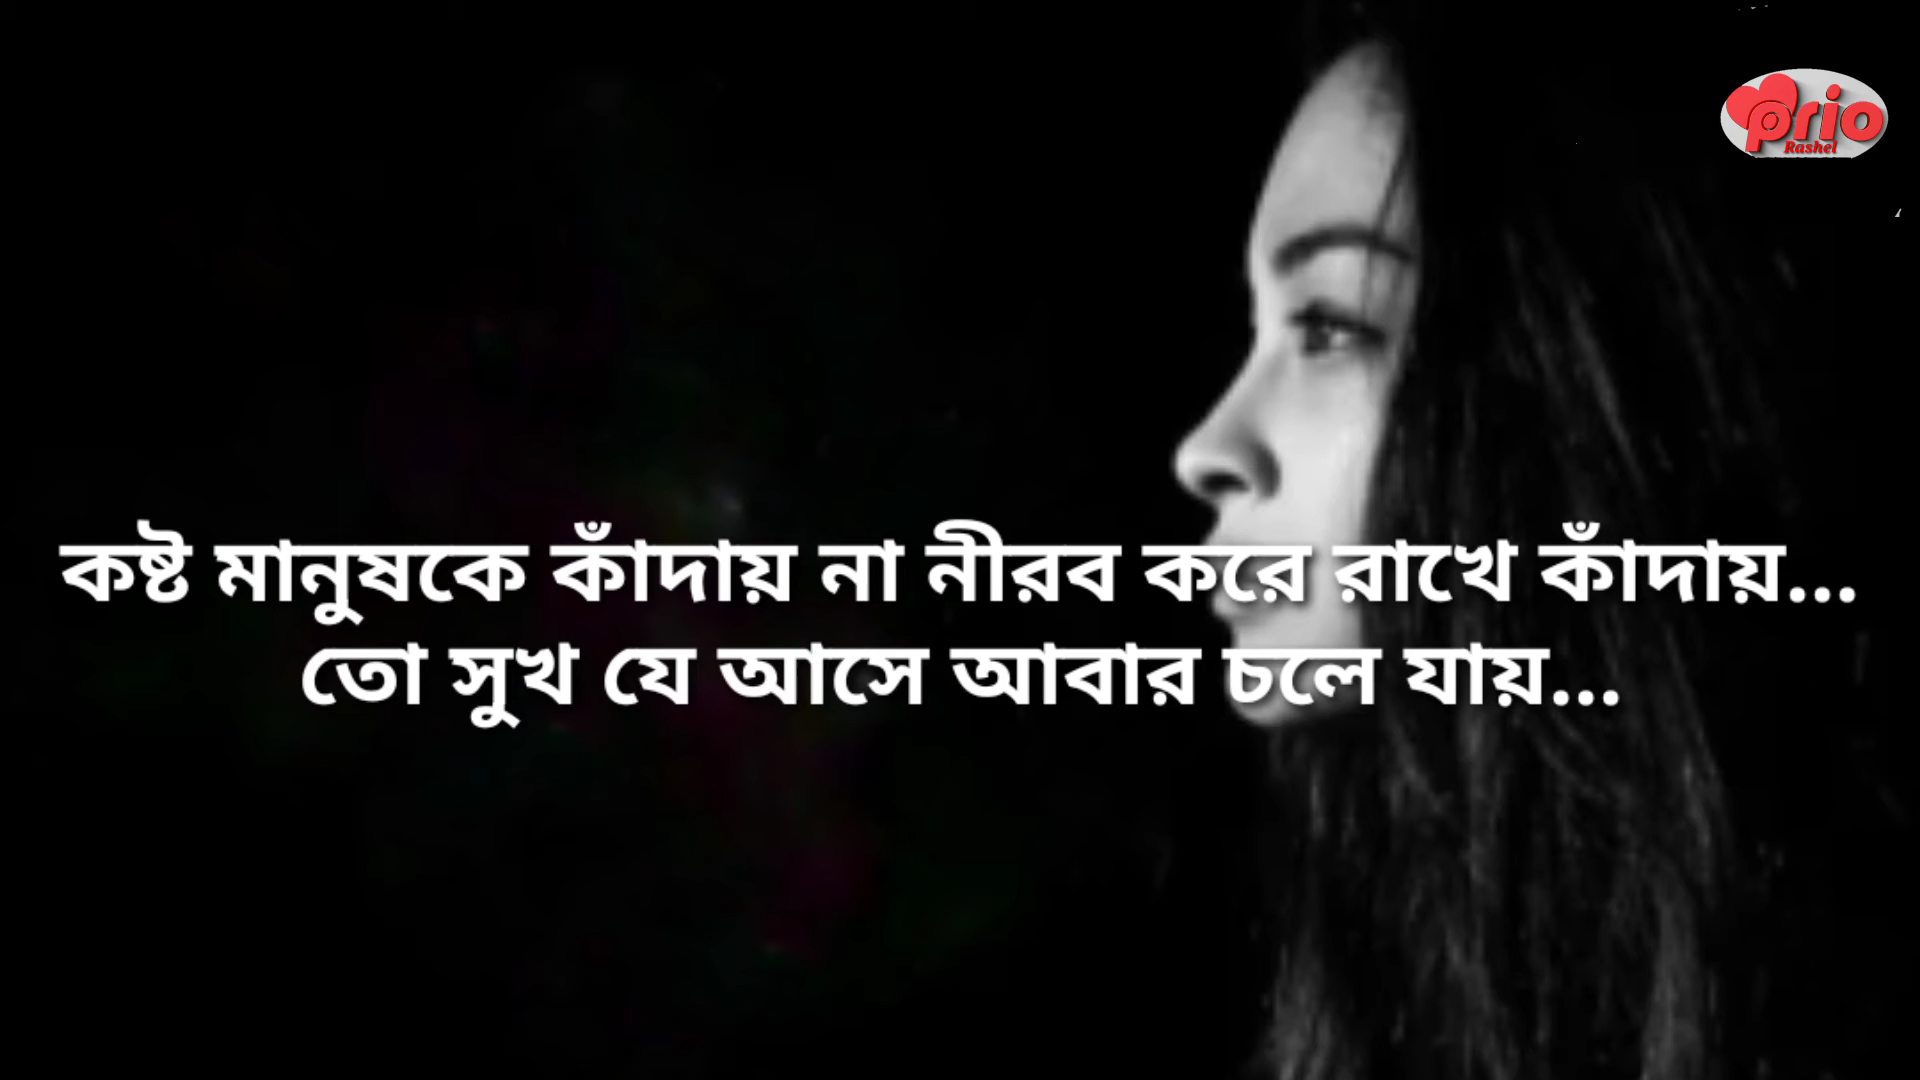 prio
Rashel
কষ্ট মানুষকে কাঁদায় না নীরব করে রাখে কাঁদায়...
তো সুখ যে আসে আবার চলে যায়...